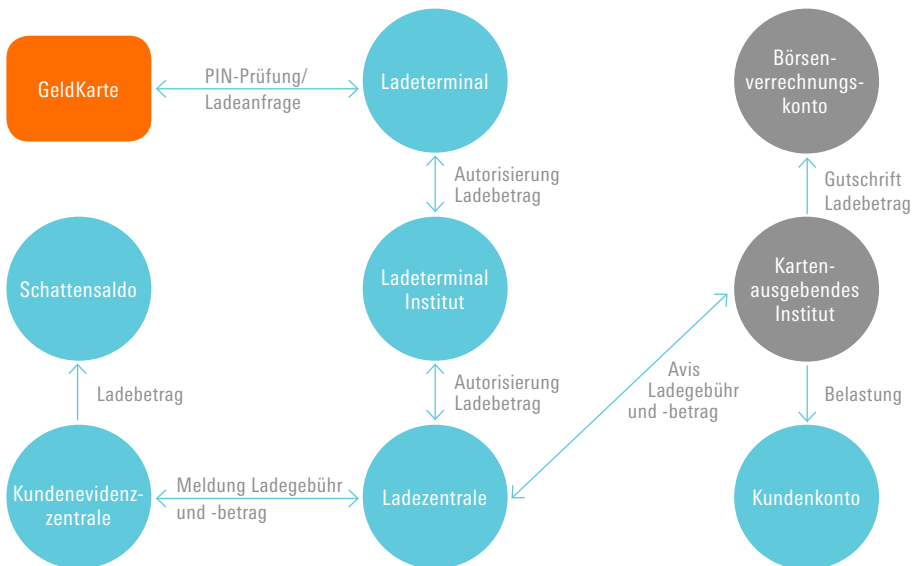 GeldKarte
PIN-Prüfung/
Ladeanfrage
Ladeterminal
Börsen-
verrechnungs-
konto
Autorisierung
Ladebetrag
Gutschrift
Ladebetrag
Schattensaldo
Ladeterminal
Institut
Karten-
ausgebendes
Institut
Ladebetrag
Autorisierung
Ladebetrag
Avis
Ladegebühr
und -betrag
Belastung
Kundenevidenz-
zentrale
Meldung Ladegebühr
und -betrag
Ladezentrale
Kundenkonto